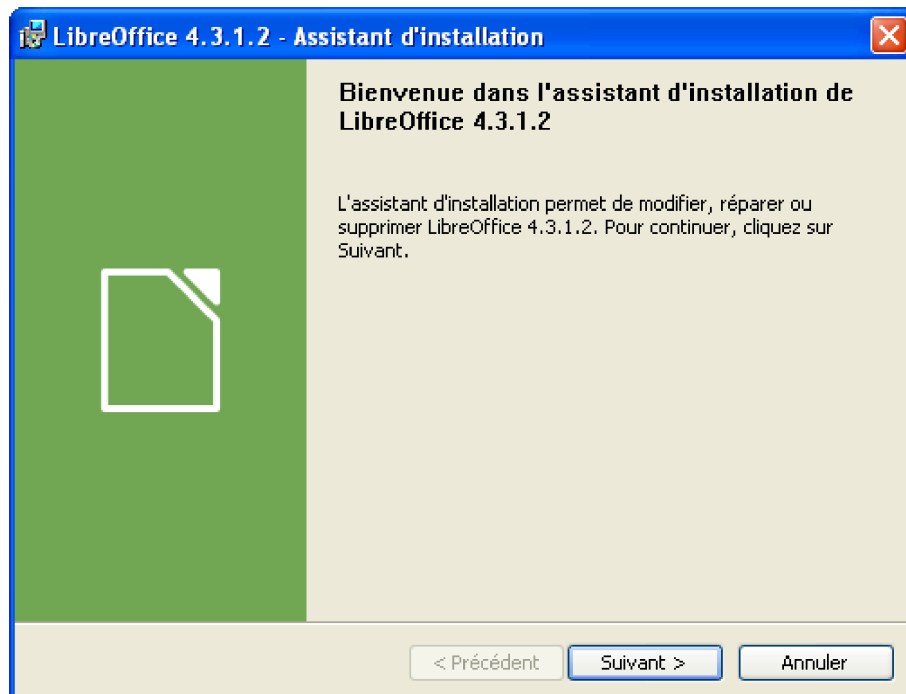 LibreOffice 4.3.1.2 - Assistant d'installation
Bienvenue dans l'assistant d'installation de
LibreOffice 4.3.1.2
L'assistant d'installation permet de modifier, réparer ou
supprimer LibreOffice 4.3.1.2. Pour continuer, cliquez sur
Suivant.
< Précédent
Suivant >
Annuler